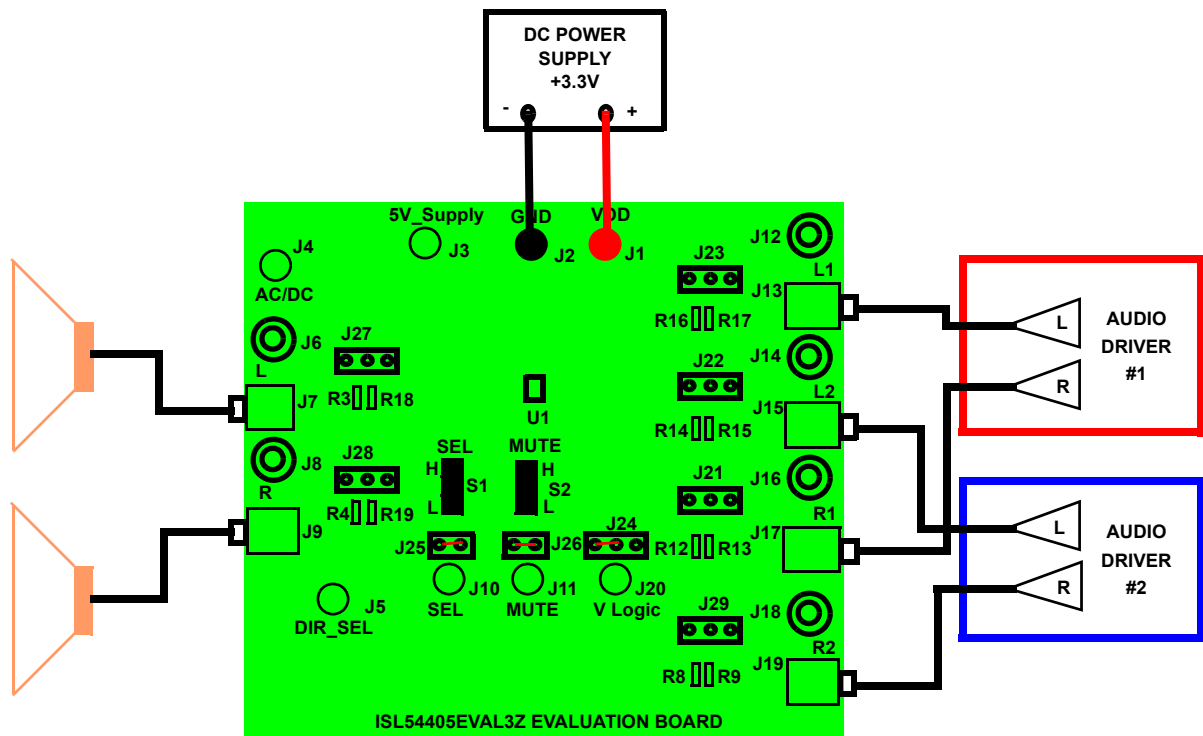 DC POWER
SUPPLY
+3.3V
- +
5V_Supply GND VDD
J3 J2 J1
J4
AC/DC
J12
L1
J23
J13
R16 R17
J6
L
J27
J7
R3 R18
J14
L2
J22
J15
R14 R15
U1
J8
R
J28
J9
R4 R19
SEL
H
S1
L
MUTE
H
S2
L
J21
J16
R1
J17
R12 R13
J25 J26 J24
J10 J11 J20
SEL MUTE V Logic
J5
DIR_SEL
J29
J18
R2
J19
R8 R9
ISL54405EVAL3Z EVALUATION BOARD
L
R
AUDIO
DRIVER
#1
L
R
AUDIO
DRIVER
#2